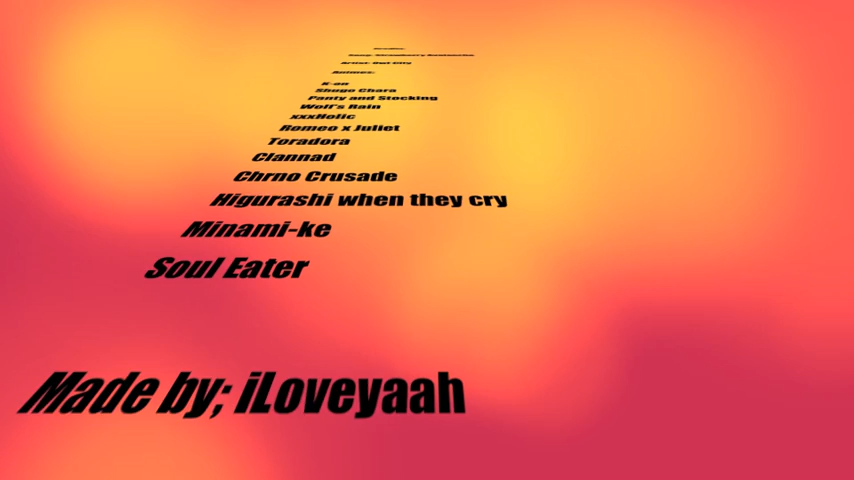 Song: Strawberry Avalanche
Artist: Owl City
Animes:
K-on
Shugo Chara
Panty and Stocking
Wolf's Rain
xxxHolic
Romeo x Juliet
Toradora
Clannad
Chrno Crusade
Higurashi when they cry
Minami-ke
Soul Eater
Made by; iLoveyaah